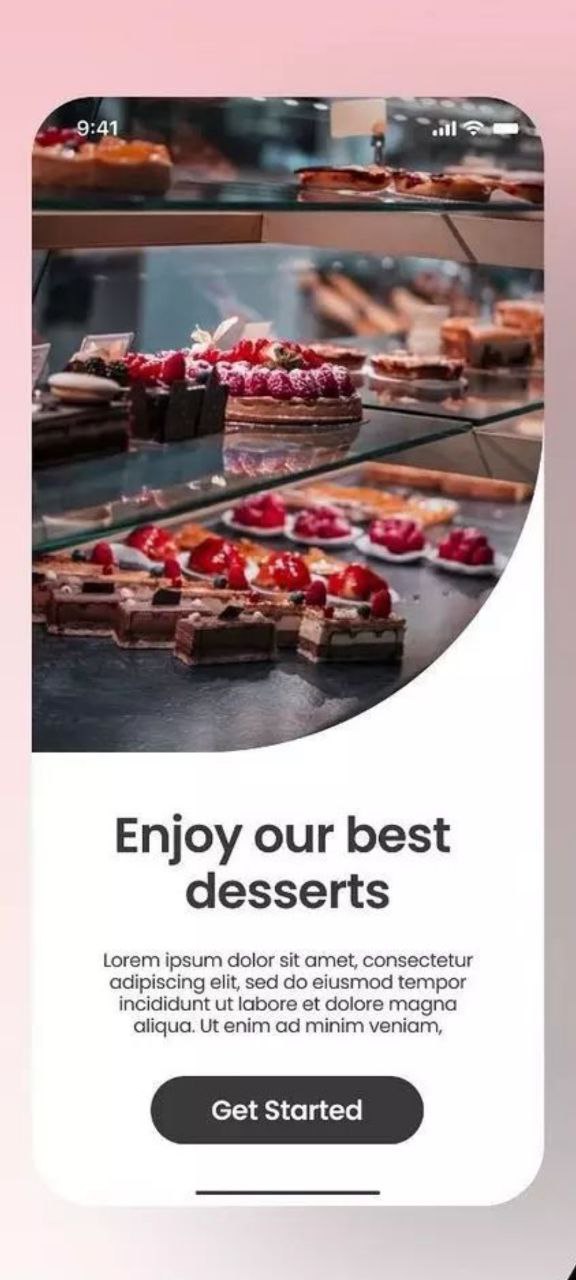 9:41
Enjoy our best
desserts
Lorem ipsum dolor sit amet, consectetur
adipiscing elit, sed do eiusmod tempor
incididunt ut labore et dolore magna
aliqua. Ut enim ad minim veniam,
Get Started